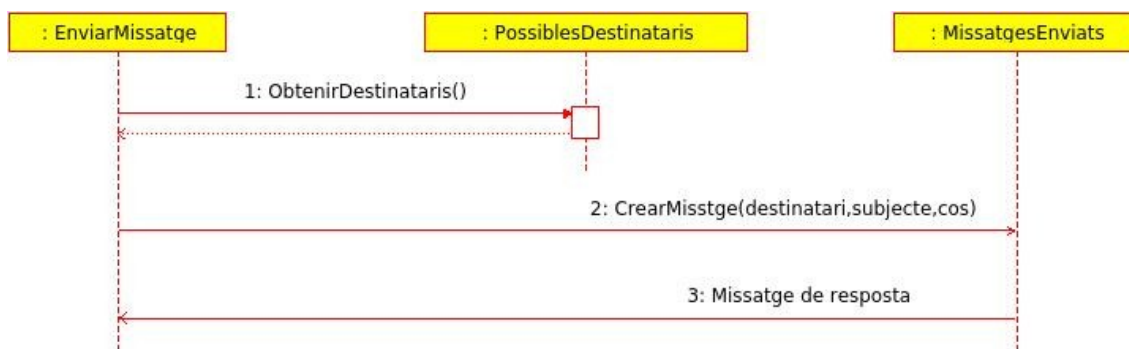 : EnviarMissatge
: PossiblesDestinataris
: MissatgesEnviats
1: ObtenirDestinataris()
2: CrearMisstge(destinatari,subjecte,cos)
3: Missatge de resposta